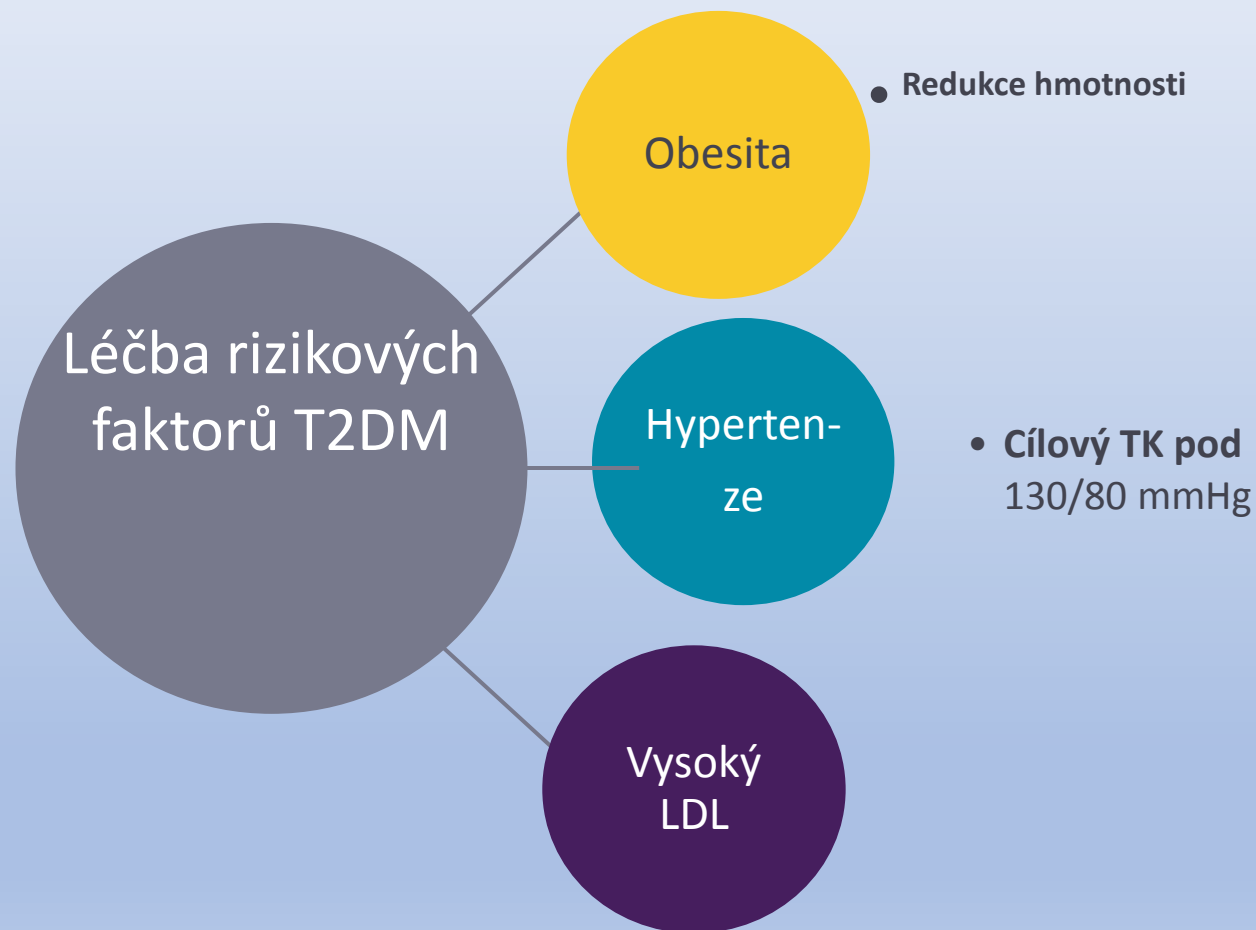 Léčba rizikových
faktorů T2DM
Obesita
• Redukce hmotnosti
Hyperten-
ze
• Cílový TK pod
130/80 mmHg
Vysoký
LDL